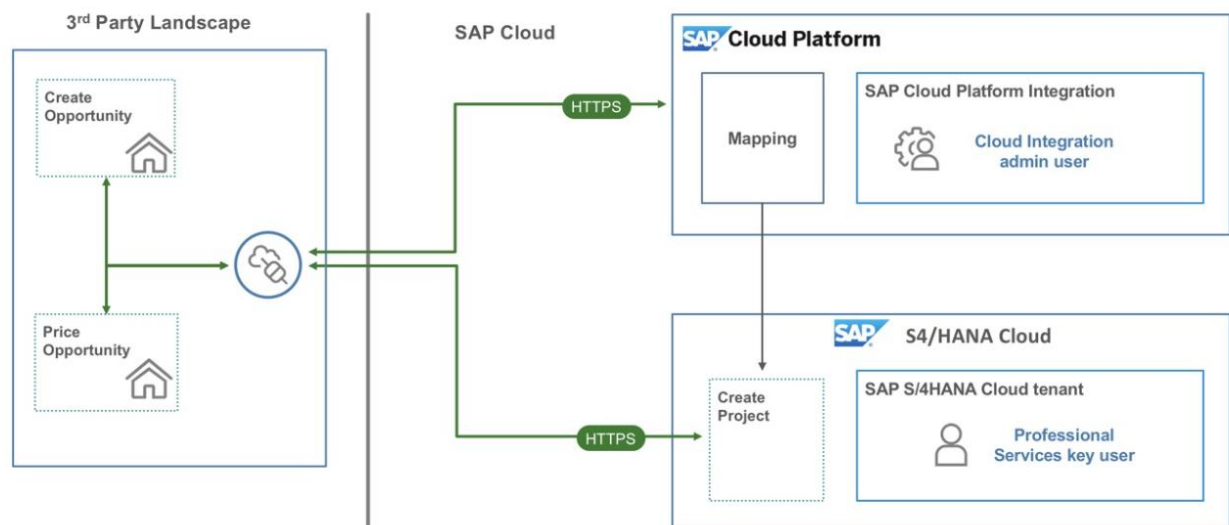 3rd Party Landscape
Create
Opportunity
Price
Opportunity
SAP Cloud
HTTPS
HTTPS
SAP Cloud Platform
Mapping
SAP Cloud Platform Integration
Cloud Integration
admin user
SAP S4/HANA Cloud
Create
Project
SAP S/4HANA Cloud tenant
Professional
Services key user